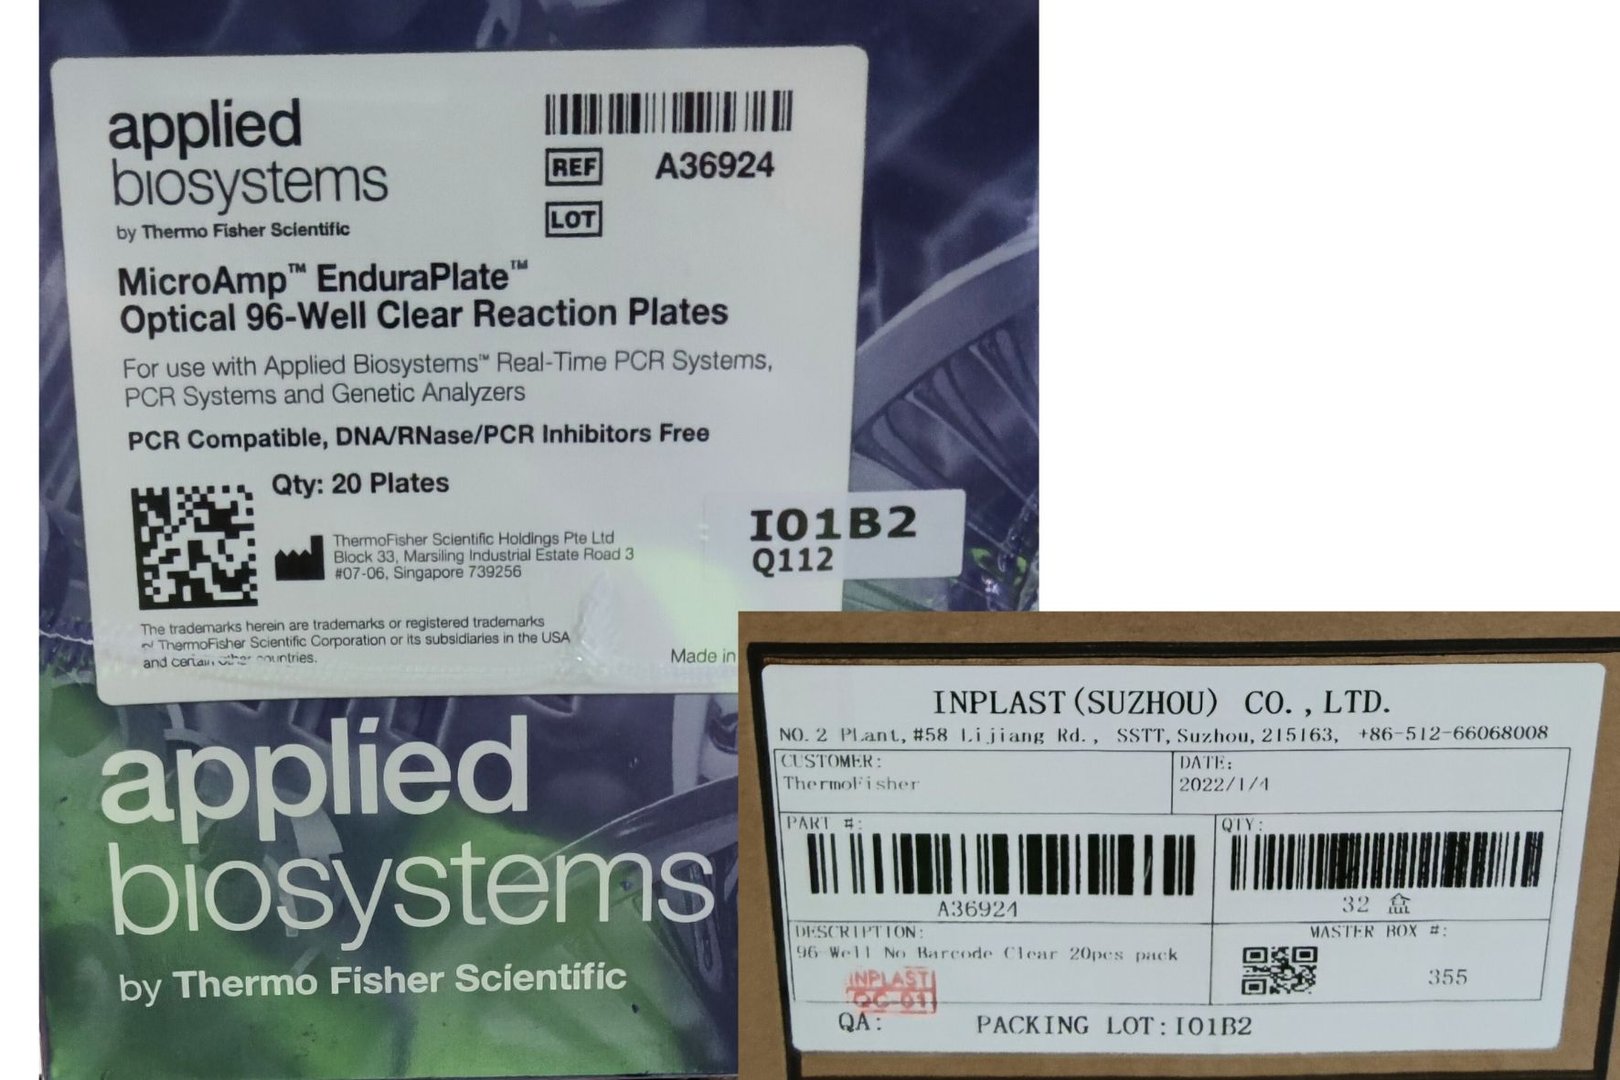 applied
biosystems
by Thermo Fisher Scientific
REF A36924
LOT
MicroAmp™ EnduraPlate™
Optical 96-Well Clear Reaction Plates
For use with Applied Biosystems™ Real-Time PCR Systems,
PCR Systems and Genetic Analyzers
PCR Compatible, DNA/RNase/PCR Inhibitors Free
Qty: 20 Plates
ThermoFisher Scientific Holdings Pte Ltd
Block 33, Marsiling Industrial Estate Road 3
#07-06, Singapore 739256
I01B2
Q112
The trademarks herein are trademarks or registered trademarks
of ThermoFisher Scientific Corporation or its subsidiaries in the USA
and certain other countries.
Made in
applied
biosystems
by Thermo Fisher Scientific
INPLAST(SUZHOU) CO.,LTD.
NO.2 Plant,#58 Lijiang Rd., SSTT,Suzhou,215163, +86-512-66068008
CUSTOMER:
ThermoFisher
DATE:
2022/1/4
PART #:
A36924
QTY:
32 盒
DESCRIPTION:
96-Well No Barcode Clear 20pcs pack
MASTER BOX #:
355
INPLAST
QC 01
QA:
PACKING LOT:I01B2